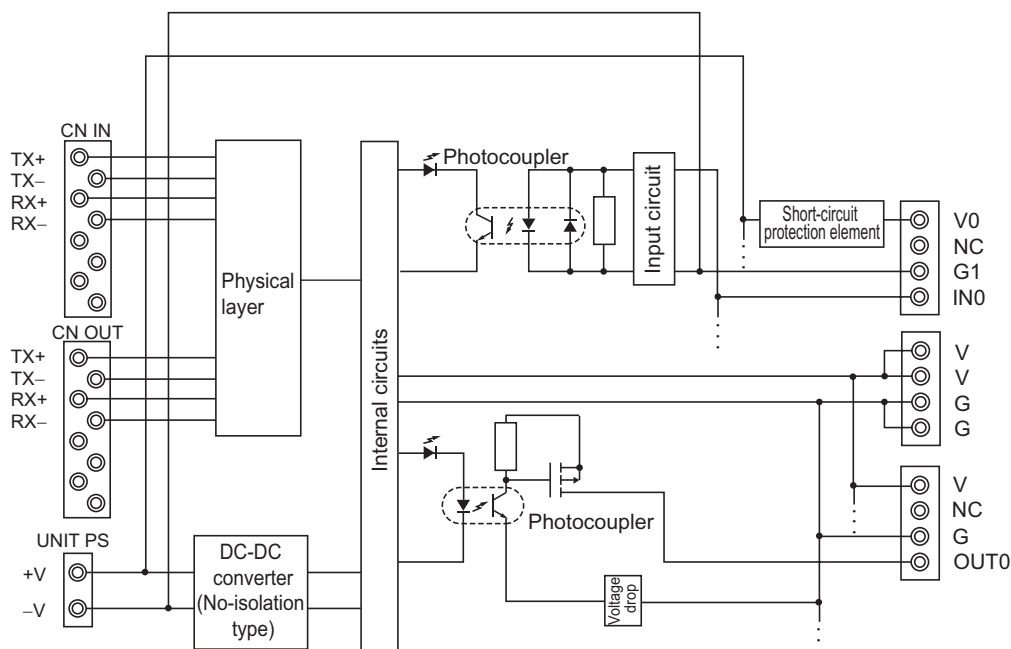 CN IN
TX+
TX−
RX+
RX−
CN OUT
TX+
TX−
RX+
RX−
UNIT PS
+V
−V
Physical
layer
DC-DC
converter
(No-isolation
type)
Internal circuits
Photocoupler
Input circuit
Short-circuit
protection element
V0
NC
G1
IN0
V
V
G
G
Photocoupler
Voltage
drop
V
NC
G
OUT0